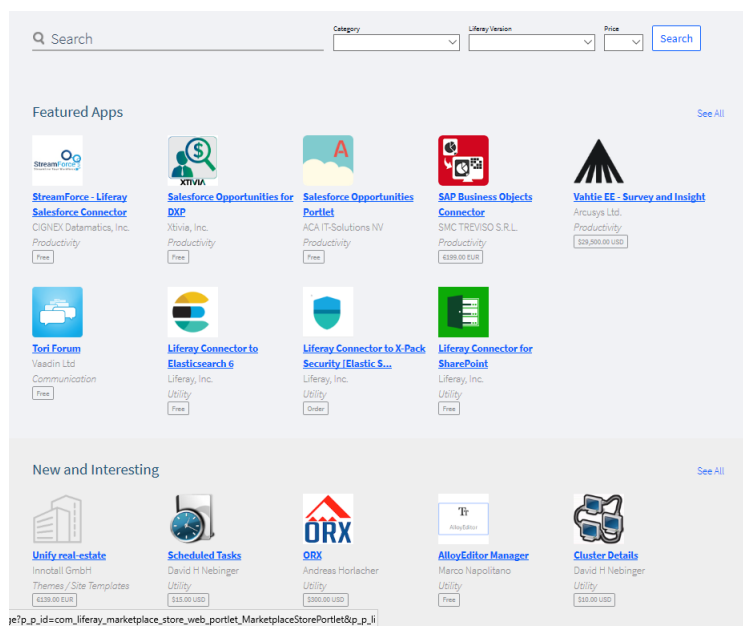 Category Liferay Version Price
Search Search
Featured Apps See All
StreamForce
XTIVIA
A
StreamForce - Liferay Salesforce Opportunities for Salesforce Opportunities SAP Business Objects Vahtie EE - Survey and Insight
Salesforce Connector DXP Portlet Connector Arcusys Ltd.
CIGNEX Datamatics, Inc. Xtivia, Inc. ACA IT-Solutions NV SMC TREVISO S.R.L. Productivity
Productivity Productivity Productivity Productivity $29,500.00 USD
Free Free Free €199.00 EUR
Tori Forum Liferay Connector to Liferay Connector to X-Pack Liferay Connector for
Vaadin Ltd Elasticsearch 6 Security [Elastic S... SharePoint
Communication Liferay, Inc. Liferay, Inc. Liferay, Inc.
Free Utility Utility Utility
Free Order Free
New and Interesting See All
ORX
Tt
AlloyEditor
Unify real-estate Scheduled Tasks ORX AlloyEditor Manager Cluster Details
Innotall GmbH David H Nebinger Andreas Horlacher Marco Napolitano David H Nebinger
Themes / Site Templates Utility Utility Utility Utility
€139.00 EUR $15.00 USD $300.00 USD Free $10.00 USD
ge?p_p_id=com_liferay_marketplace_store_web_portlet_MarketplaceStorePortlet&p_p_li